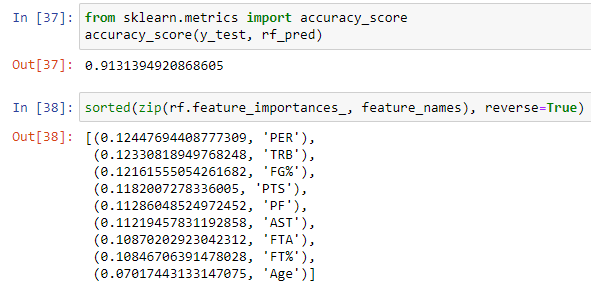 In [37]: from sklearn.metrics import accuracy_score
accuracy_score(y_test, rf_pred)
Out[37]: 0.9131394920868605
In [38]: sorted(zip(rf.feature_importances_, feature_names), reverse=True)
Out[38]: [(0.12447694408777309, 'PER'),
(0.12330818949768248, 'TRB'),
(0.12161555054261682, 'FG%'),
(0.1182007278336005, 'PTS'),
(0.11286048524972452, 'PF'),
(0.11219457831192858, 'AST'),
(0.10870202923042312, 'FTA'),
(0.10846706391478028, 'FT%'),
(0.07017443133147075, 'Age')]